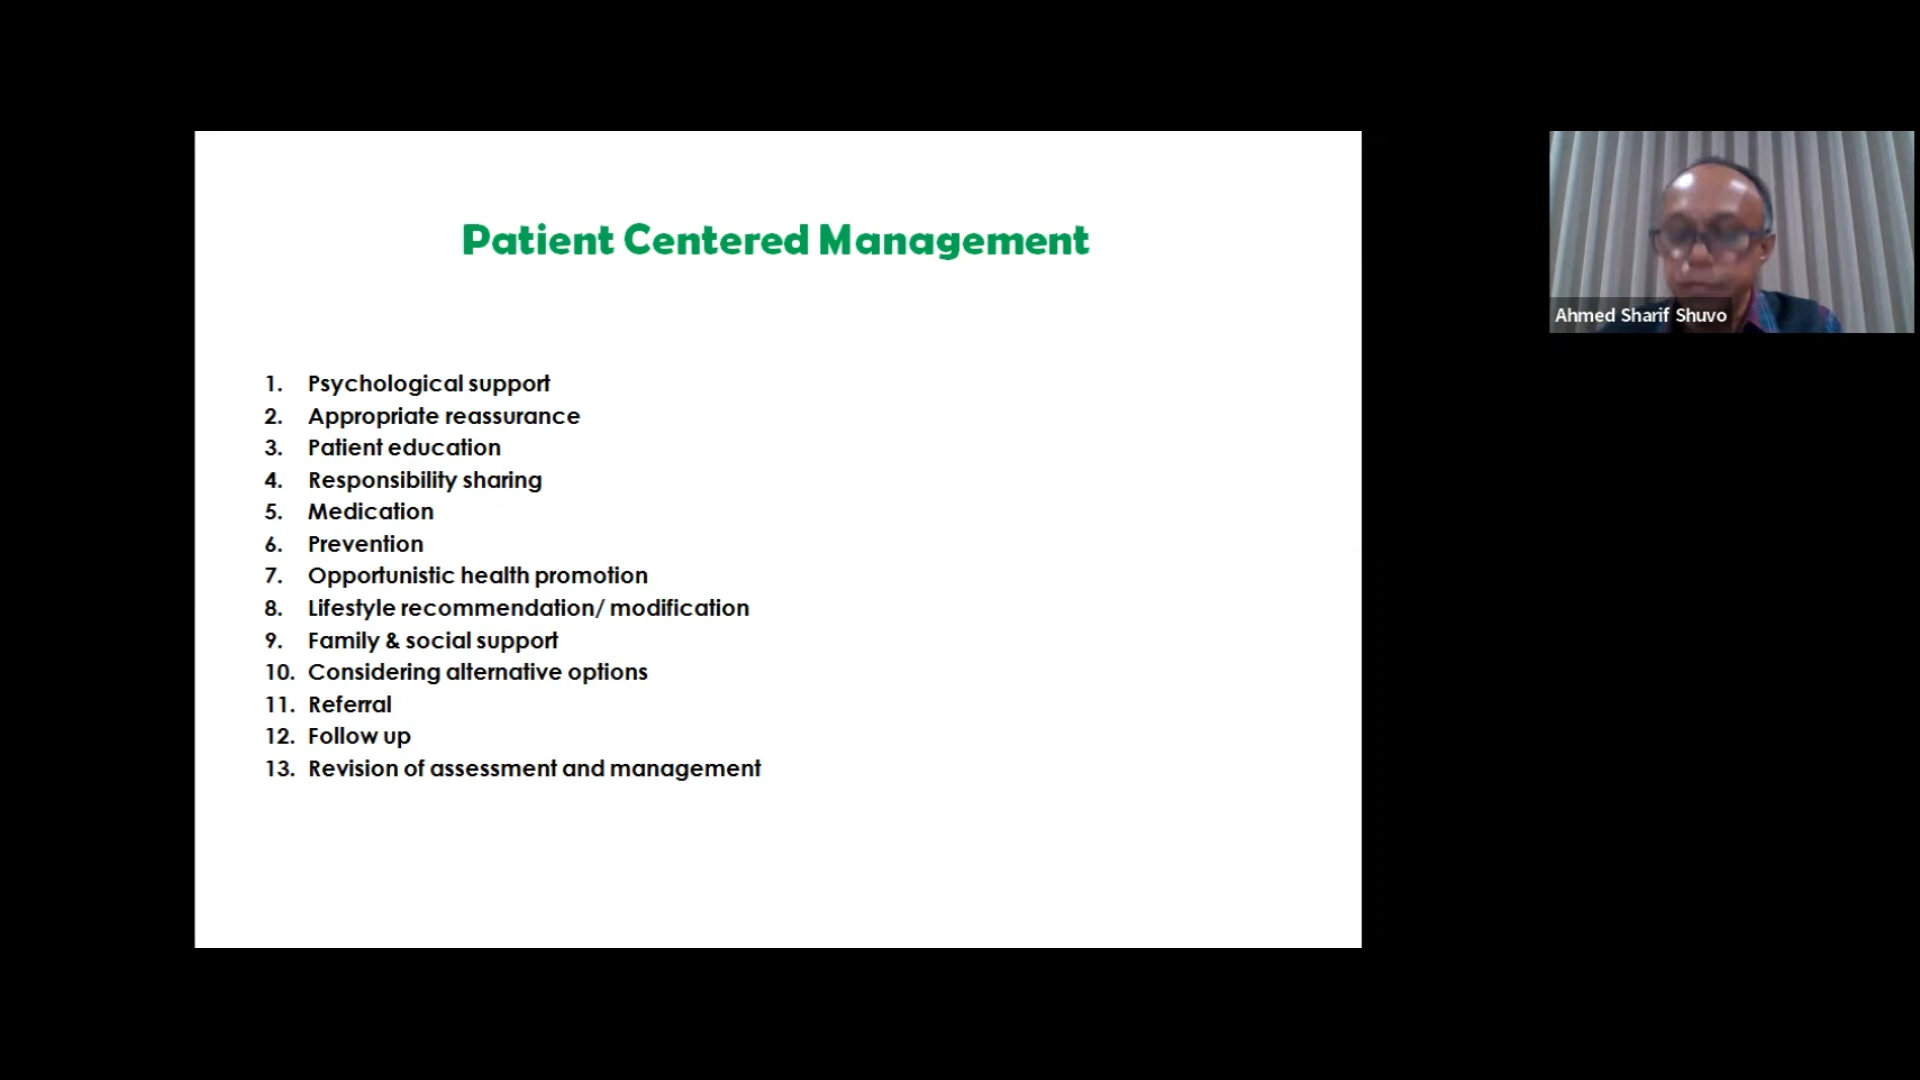 Patient Centered Management
1. Psychological support
2. Appropriate reassurance
3. Patient education
4. Responsibility sharing
5. Medication
6. Prevention
7. Opportunistic health promotion
8. Lifestyle recommendation/ modification
9. Family & social support
10. Considering alternative options
11. Referral
12. Follow up
13. Revision of assessment and management
Ahmed Sharif Shuvo